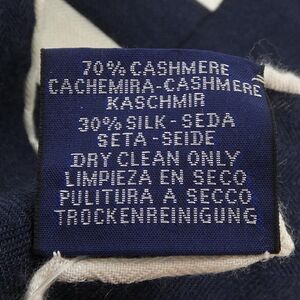 70% CASHMERE
CACHEMIRA-CASHMERE
KASCHMIR
30% SILK-SEDA
SETA-SEIDE
DRY CLEAN ONLY
LIMPIEZA EN SECO
PULITURA A SECCO
TROCKENREINIGUNG